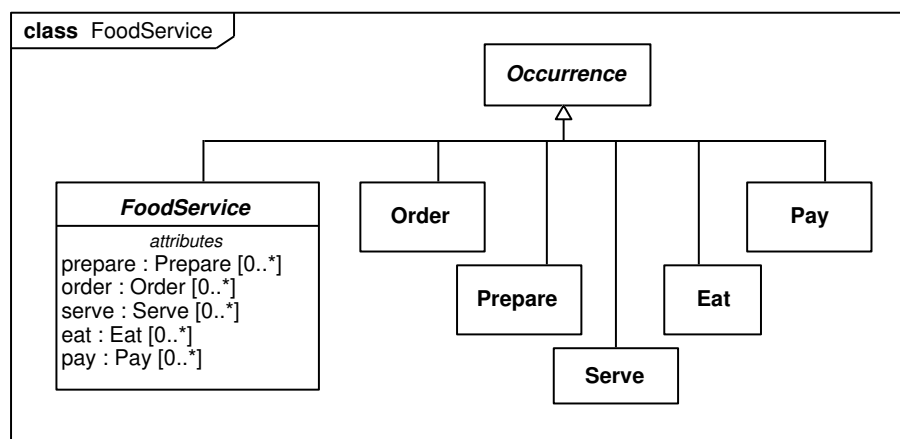 class FoodService
Occurrence
FoodService
attributes
prepare : Prepare [0..*]
order : Order [0..*]
serve : Serve [0..*]
eat : Eat [0..*]
pay : Pay [0..*]
Order
Pay
Prepare
Eat
Serve